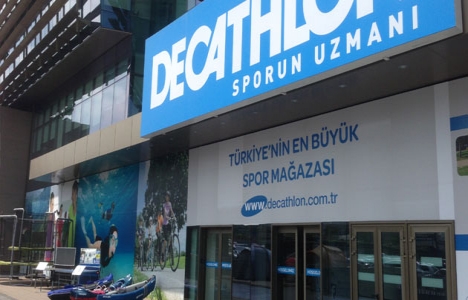 DECATHLON
SPORUN UZMANI
TÜRKİYE'NİN EN BÜYÜK
SPOR MAĞAZASI
www.decathlon.com.tr